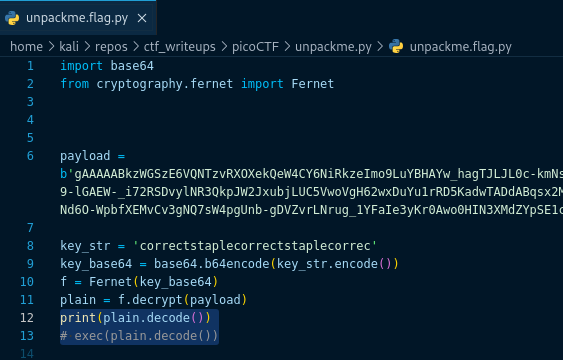 unpackme.flag.py
home > kali > repos > ctf_writeups > picoCTF > unpackme.py > unpackme.flag.py
1 import base64
2 from cryptography.fernet import Fernet
3
4
5
6 payload =
b'gAAAAABkzWGSzE6VQNTzvRXOXekQeW4CY6NiRkzeImo9LuYBHAYw_hagTJLJL0c-kmNs
9-lGAEW-_i72RSDvylNR3QkpJW2JxubjLUC5VwoVgH62wxDuYu1rRD5KadwTADdABqsx2M
Nd6O-WpbfXEMvCv3gNQ7sW4pgUnb-gDVZvrLNrug_1YFaIe3yKr0Awo0HIN3XMdZYpSE1c
7
8 key_str = 'correctstaplecorrectstaplecorrec'
9 key_base64 = base64.b64encode(key_str.encode())
10 f = Fernet(key_base64)
11 plain = f.decrypt(payload)
12 print(plain.decode())
13 # exec(plain.decode())
14